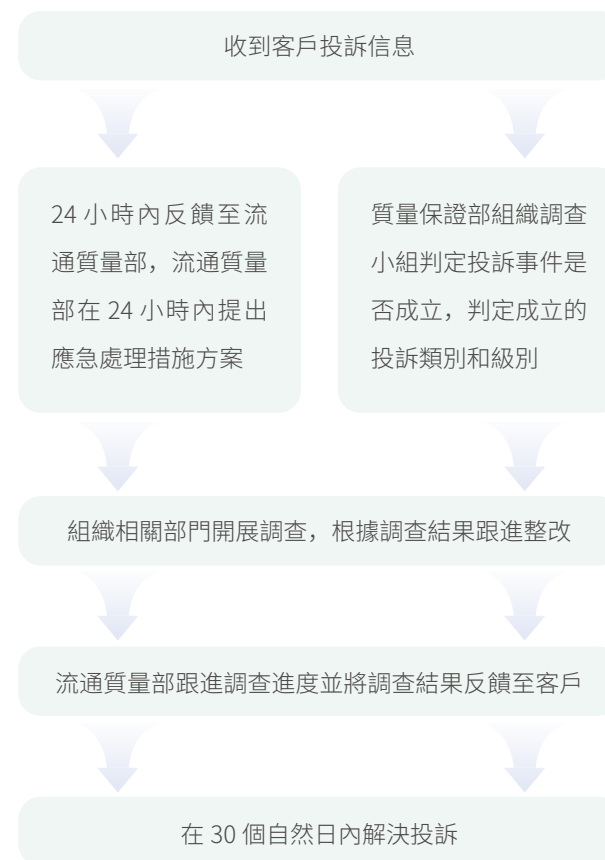 收到客戶投訴信息
24 小時內反饋至流
通質量部，流通質量
部在 24 小時內提出
應急處理措施方案
質量保證部組織調查
小組判定投訴事件是
否成立，判定成立的
投訴類別和級別
組織相關部門開展調查，根據調查結果跟進整改
流通質量部跟進調查進度並將調查結果反饋至客戶
在 30 個自然日內解決投訴